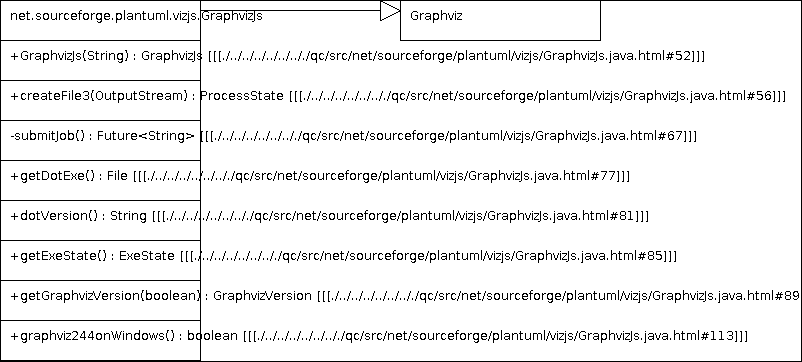 net.sourceforge.plantuml.vizjs.GraphvizJs
Graphviz
+GraphvizJs(String) : GraphvizJs [[[./../../../../../../../qc/src/net/sourceforge/plantuml/vizjs/GraphvizJs.java.html#52]]]
+createFile3(OutputStream) : ProcessState [[[./../../../../../../../qc/src/net/sourceforge/plantuml/vizjs/GraphvizJs.java.html#56]]]
-submitJob() : Future<String> [[[./../../../../../../../qc/src/net/sourceforge/plantuml/vizjs/GraphvizJs.java.html#67]]]
+getDotExe() : File [[[./../../../../../../../qc/src/net/sourceforge/plantuml/vizjs/GraphvizJs.java.html#77]]]
+dotVersion() : String [[[./../../../../../../../qc/src/net/sourceforge/plantuml/vizjs/GraphvizJs.java.html#81]]]
+getExeState() : ExeState [[[./../../../../../../../qc/src/net/sourceforge/plantuml/vizjs/GraphvizJs.java.html#85]]]
+getGraphvizVersion(boolean) : GraphvizVersion [[[./../../../../../../../qc/src/net/sourceforge/plantuml/vizjs/GraphvizJs.java.html#89
+graphviz244onWindows() : boolean [[[./../../../../../../../qc/src/net/sourceforge/plantuml/vizjs/GraphvizJs.java.html#113]]]